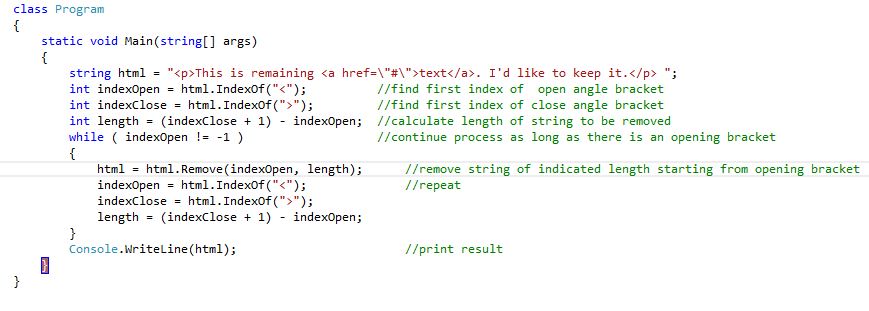 class Program
{
    static void Main(string[] args)
    {
        string html = "<p>This is remaining <a href=\"#\">text</a>. I'd like to keep it.</p> ";
        int indexOpen = html.IndexOf("<");          //find first index of  open angle bracket
        int indexClose = html.IndexOf(">");         //find first index of close angle bracket
        int length = (indexClose + 1) - indexOpen;  //calculate length of string to be removed
        while ( indexOpen != -1 )                   //continue process as long as there is an opening bracket
        {
            html = html.Remove(indexOpen, length);      //remove string of indicated length starting from opening bracket
            indexOpen = html.IndexOf("<");              //repeat
            indexClose = html.IndexOf(">");
            length = (indexClose + 1) - indexOpen;
        }
        Console.WriteLine(html);                        //print result
    }
}